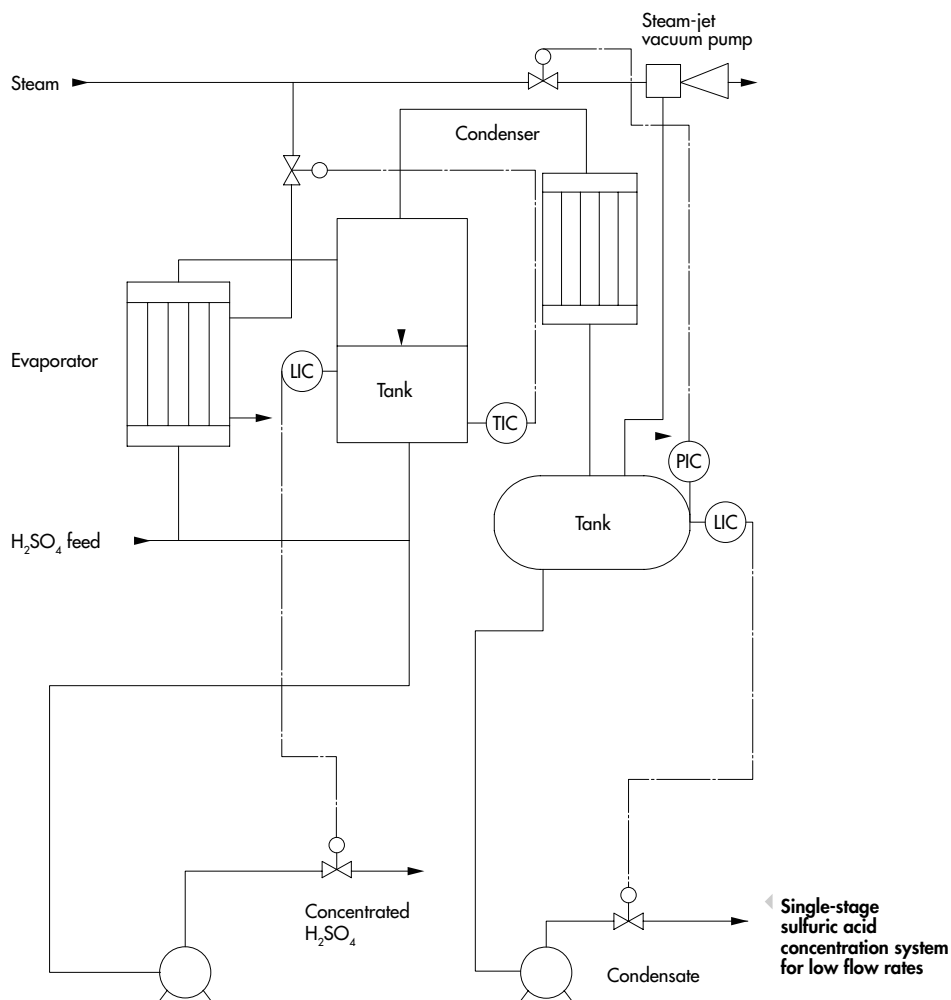 Steam-jet
vacuum pump
Steam
Condenser
Evaporator
LIC
Tank
TIC
PIC
Tank
LIC
H₂SO₄ feed
Concentrated
H₂SO₄
Condensate
Single-stage
sulfuric acid
concentration system
for low flow rates